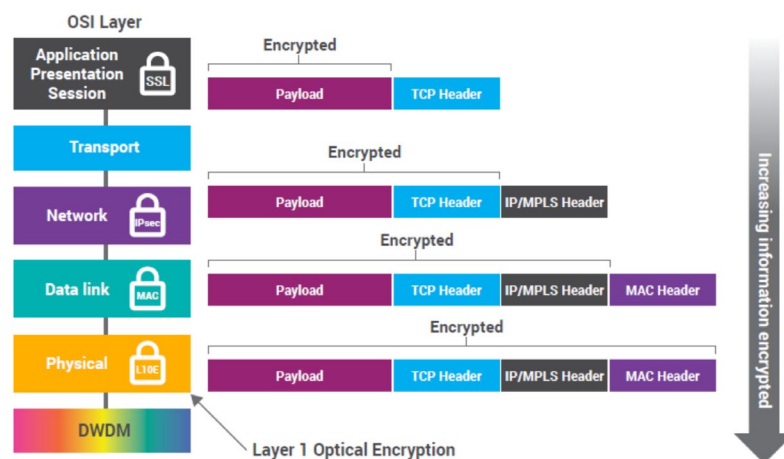 OSI Layer
Application
Presentation
Session
SSL
Encrypted
Payload
TCP Header
Transport
Encrypted
Network
IPsec
Payload
TCP Header
IP/MPLS Header
Encrypted
Data link
MAC
Payload
TCP Header
IP/MPLS Header
MAC Header
Encrypted
Physical
L1OE
Payload
TCP Header
IP/MPLS Header
MAC Header
DWDM
Layer 1 Optical Encryption
Increasing information encrypted